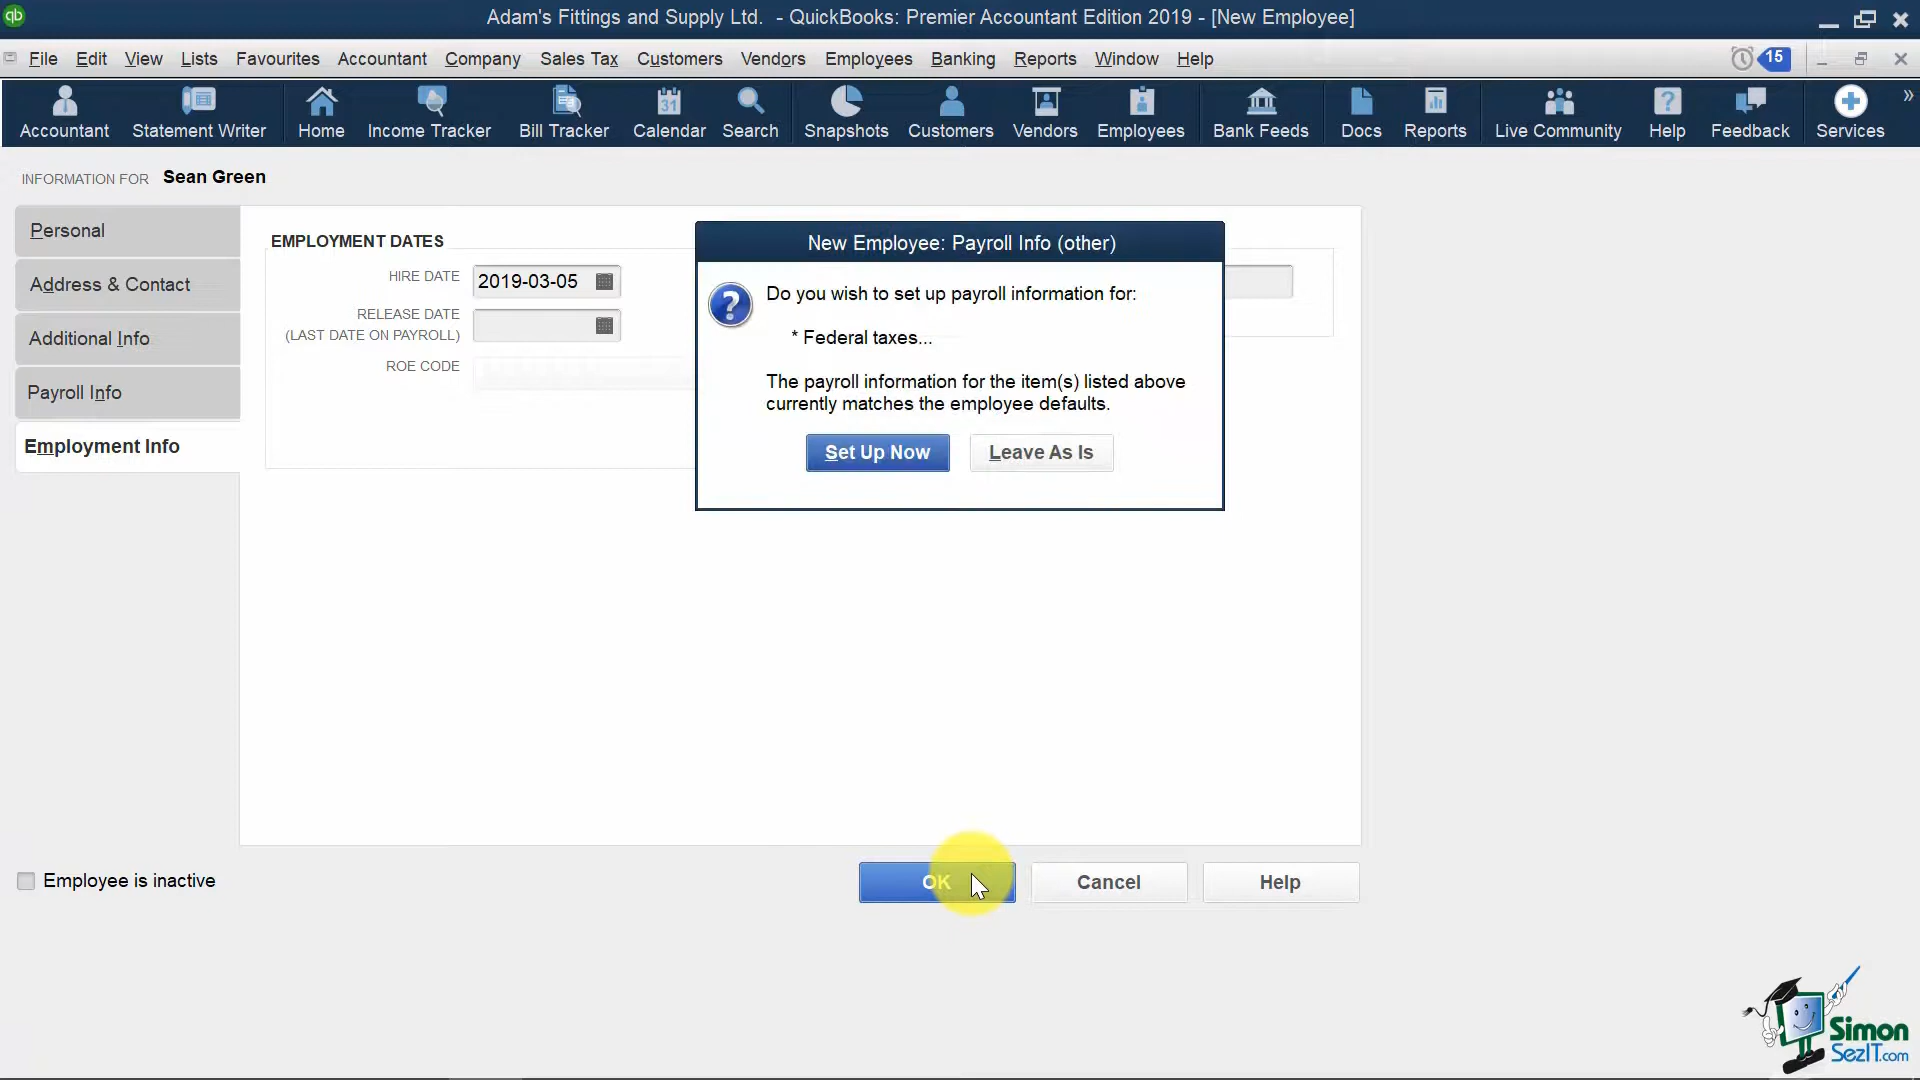 qb
Adam's Fittings and Supply Ltd. - QuickBooks: Premier Accountant Edition 2019 - [New Employee]
File Edit View Lists Favourites Accountant Company Sales Tax Customers Vendors Employees Banking Reports Window Help 15
31
Accountant Statement Writer Home Income Tracker Bill Tracker Calendar Search Snapshots Customers Vendors Employees Bank Feeds Docs Reports Live Community Help Feedback Services
INFORMATION FOR Sean Green
Personal
Address & Contact
Additional Info
Payroll Info
Employment Info
EMPLOYMENT DATES
HIRE DATE 2019-03-05
RELEASE DATE
(LAST DATE ON PAYROLL)
ROE CODE
New Employee: Payroll Info (other)
Do you wish to set up payroll information for:
* Federal taxes...
The payroll information for the item(s) listed above
currently matches the employee defaults.
Set Up Now Leave As Is
Employee is inactive
OK Cancel Help
Simon
SezIT.com